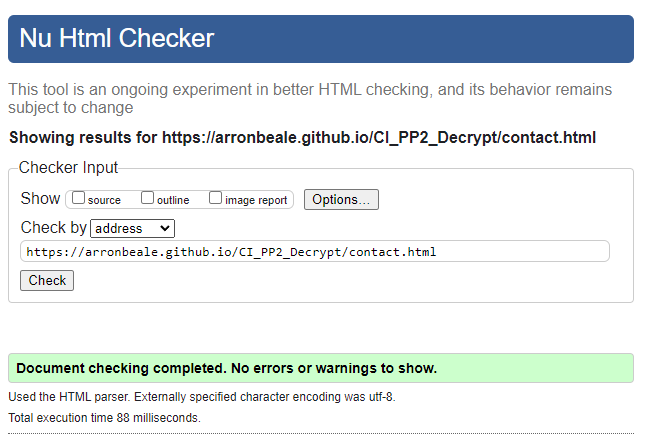 Nu Html Checker
This tool is an ongoing experiment in better HTML checking, and its behavior remains
subject to change
Showing results for https://arronbeale.github.io/CI_PP2_Decrypt/contact.html
Checker Input
Show source outline image report Options...
Check by address
https://arronbeale.github.io/CI_PP2_Decrypt/contact.html
Check
Document checking completed. No errors or warnings to show.
Used the HTML parser. Externally specified character encoding was utf-8.
Total execution time 88 milliseconds.